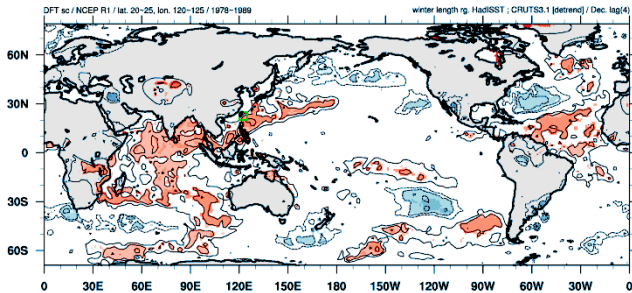 DFT sc / NCEP R1 / lat. 20-25, lon. 120-125 / 1978-1989
winter length rg. HadISST ; CRUTS3.1 [detrend] / Dec. lag(4)
60N
30N
0
30S
60S
0 30E 60E 90E 120E 150E 180 150W 120W 90W 60W 30W 0